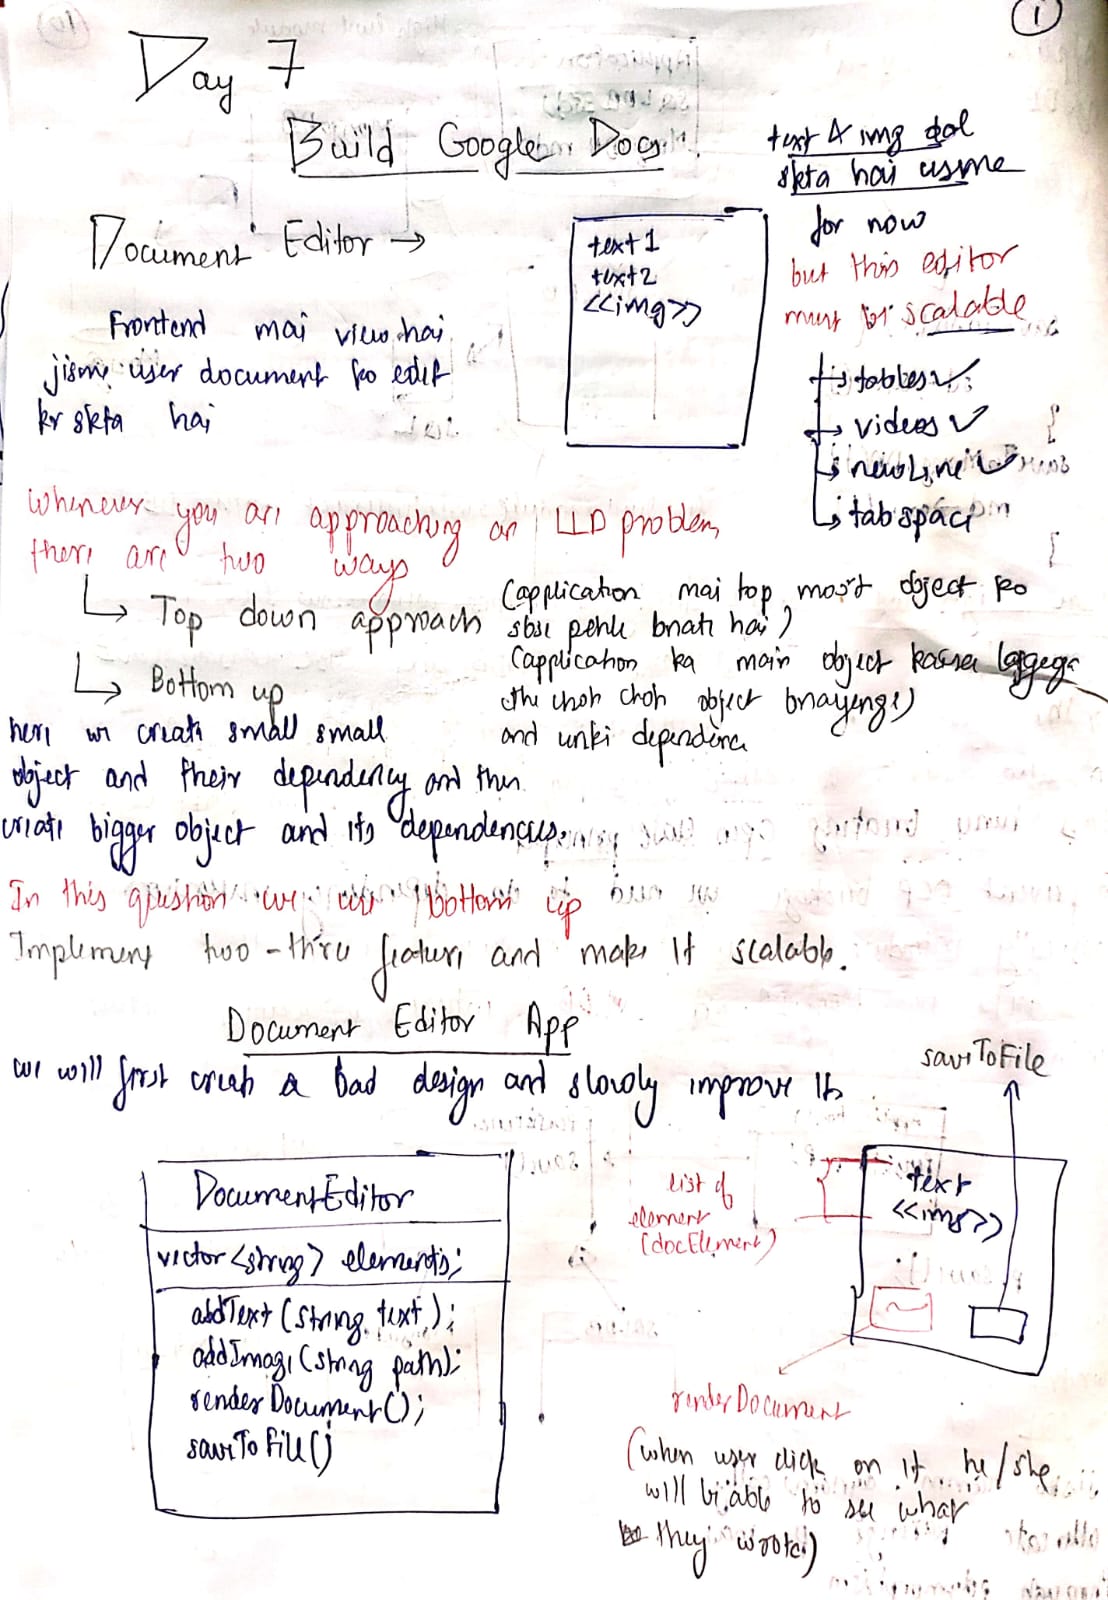 1
Day 7
Build Google Docs
text & img dal
skta hai usme
for now
but this editor
must be scalable
↳ tables ✓
→ videos ✓
↳ newLine ✓
↳ tab space
Document Editor →
text1
text2
<<img>>
Frontend mai view hai
jisme user document ko edit
kr skta hai
Whenever you are approaching an LLD problem,
there are two ways
↳ Top down approach
(application mai top most object ko
sbse pehle bnate hai)
↳ Bottom up
(application ka main object kaisa lagega
the choti choti object bnayenge)
and unki dependence
here we create small small
object and their dependency and then
create bigger object and its dependencies.
In this question we use bottom up
Implement two-three feature and make it scalable.
Document Editor App
we will first create a bad design and slowly improve it
DocumentEditor
vector<string> elements;
addText(string text);
addImage(string path);
renderDocument();
saveToFile()
saveToFile
list of
element
(docElement)
text
<<img>>
renderDocument
(when user click on it he/she
will be able to see what
they wrote)